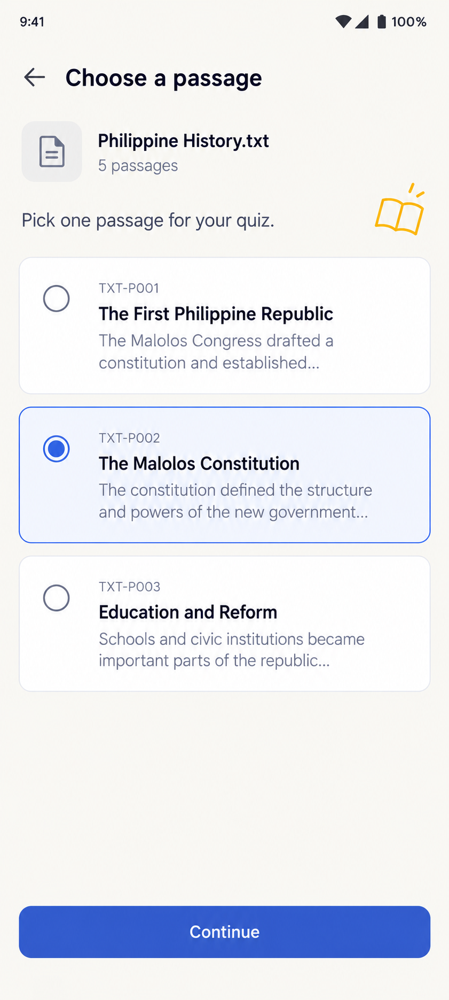 9:41
100%
Choose a passage
Philippine History.txt
5 passages
Pick one passage for your quiz.
TXT-P001
The First Philippine Republic
The Malolos Congress drafted a
constitution and established...
TXT-P002
The Malolos Constitution
The constitution defined the structure
and powers of the new government...
TXT-P003
Education and Reform
Schools and civic institutions became
important parts of the republic...
Continue